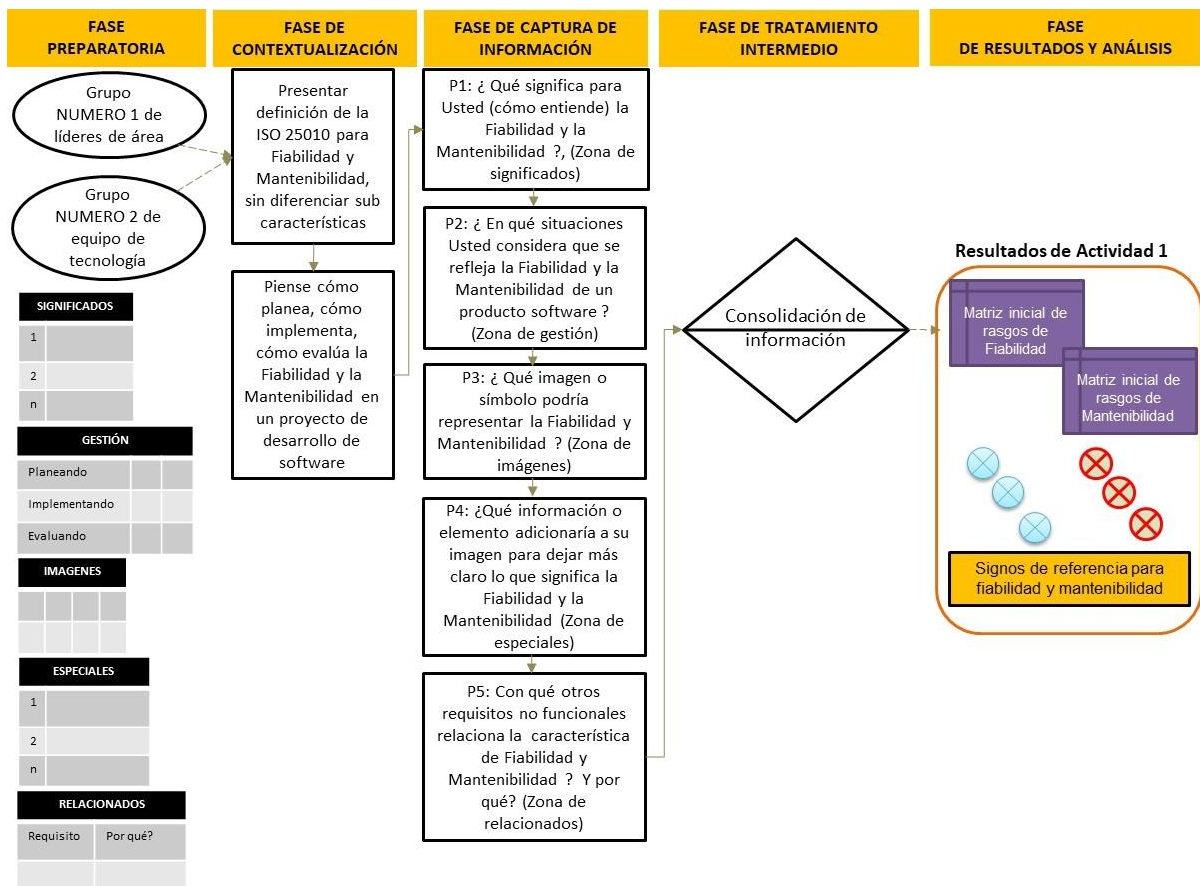 FASE
PREPARATORIA
Grupo
NUMERO 1 de
líderes de área
Grupo
NUMERO 2 de
equipo de
tecnología
SIGNIFICADOS
1
2
n
GESTIÓN
Planeando
Implementando
Evaluando
IMAGENES
ESPECIALES
1
2
n
RELACIONADOS
Requisito Por qué?
FASE DE
CONTEXTUALIZACIÓN
Presentar
definición de la
ISO 25010 para
Fiabilidad y
Mantenibilidad,
sin diferenciar sub
características
Piense cómo
planea, cómo
implementa,
cómo evalúa la
Fiabilidad y la
Mantenibilidad en
un proyecto de
desarrollo de
software
FASE DE CAPTURA DE
INFORMACIÓN
P1: ¿ Qué significa para
Usted (cómo entiende) la
Fiabilidad y la
Mantenibilidad ?, (Zona de
significados)
P2: ¿ En qué situaciones
Usted considera que se
refleja la Fiabilidad y la
Mantenibilidad de un
producto software ?
(Zona de gestión)
P3: ¿ Qué imagen o
símbolo podría
representar la Fiabilidad y
Mantenibilidad ? (Zona de
imágenes)
P4: ¿Qué información o
elemento adicionaría a su
imagen para dejar más
claro lo que significa la
Fiabilidad y la
Mantenibilidad (Zona de
especiales)
P5: Con qué otros
requisitos no funcionales
relaciona la característica
de Fiabilidad y
Mantenibilidad ? Y por
qué? (Zona de
relacionados)
FASE DE TRATAMIENTO
INTERMEDIO
Consolidación de
información
FASE
DE RESULTADOS Y ANÁLISIS
Resultados de Actividad 1
Matriz inicial de
rasgos de
Fiabilidad
Matriz inicial de
rasgos de
Mantenibilidad
Signos de referencia para
fiabilidad y mantenibilidad